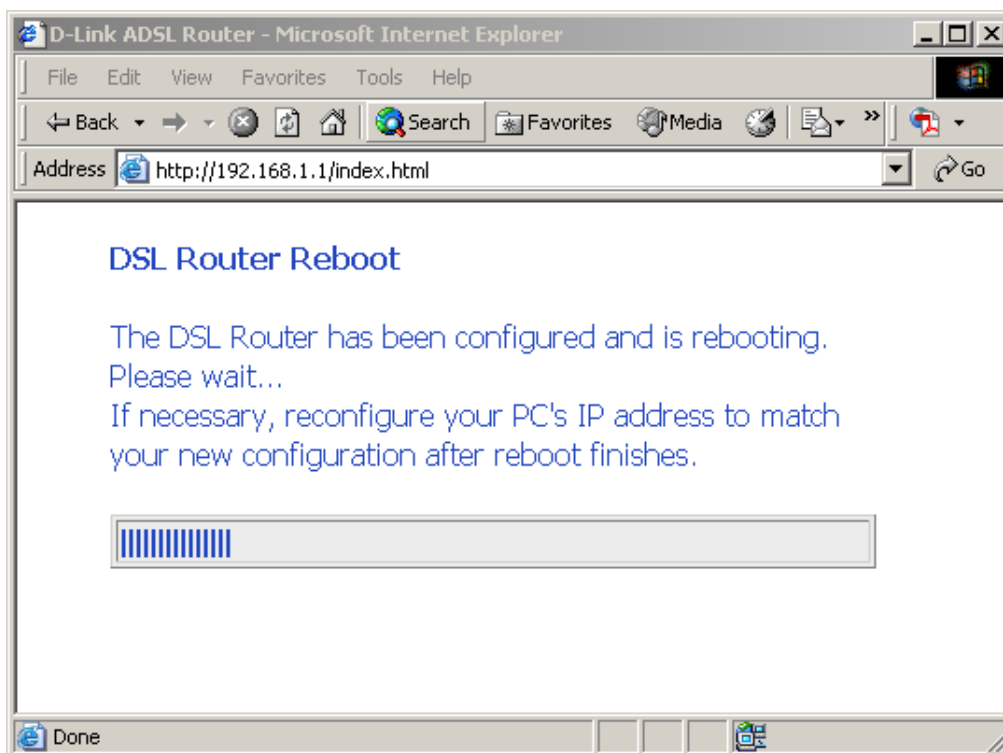 D-Link ADSL Router - Microsoft Internet Explorer
File Edit View Favorites Tools Help
Back Search Favorites Media »
Address http://192.168.1.1/index.html Go
DSL Router Reboot
The DSL Router has been configured and is rebooting.
Please wait...
If necessary, reconfigure your PC's IP address to match
your new configuration after reboot finishes.
Done